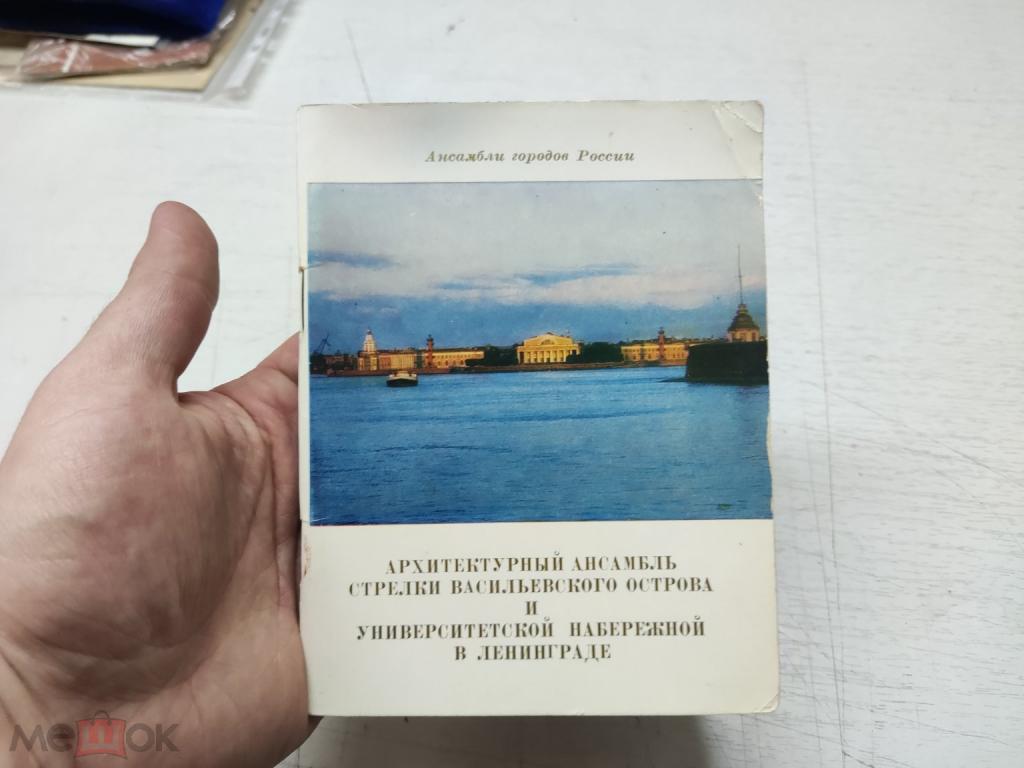 Ансамбли городов России
АРХИТЕКТУРНЫЙ АНСАМБЛЬ
СТРЕЛКИ ВАСИЛЬЕВСКОГО ОСТРОВА
И
УНИВЕРСИТЕТСКОЙ НАБЕРЕЖНОЙ
В ЛЕНИНГРАДЕ
мешок